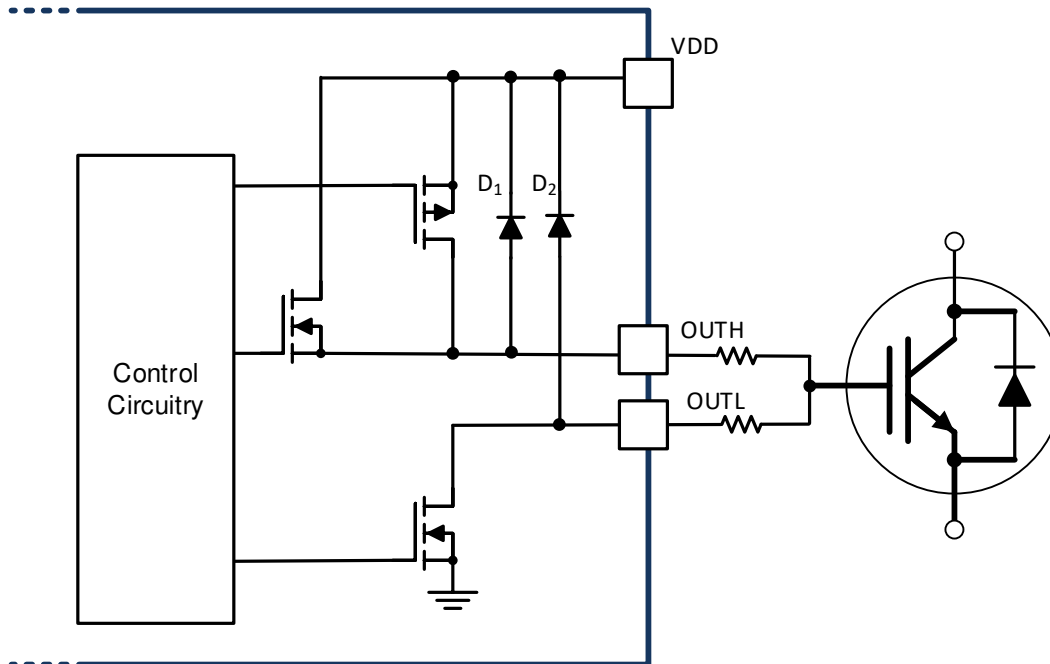 VDD
D₁
D₂
OUTH
OUTL
Control
Circuitry